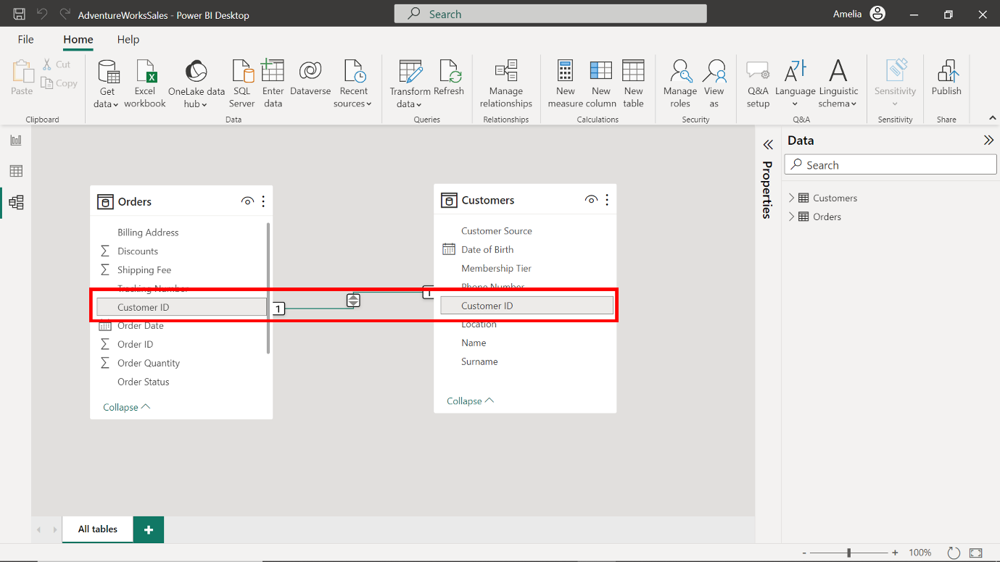 AdventureWorksSales - Power BI Desktop
Search
Amelia
File Home Help
Paste
Cut
Copy
Clipboard
Get data
Excel workbook
OneLake data hub
SQL Server
Enter data
Dataverse
Recent sources
Data
Transform data
Refresh
Queries
Manage relationships
Relationships
New measure
New column
New table
Calculations
Manage roles
View as
Security
Q&A setup
Language
Linguistic schema
Q&A
Sensitivity
Sensitivity
Publish
Share
Orders
Billing Address
Discounts
Shipping Fee
Tracking Number
Customer ID
Order Date
Order ID
Order Quantity
Order Status
Collapse
1
1
Customers
Customer Source
Date of Birth
Membership Tier
Phone Number
Customer ID
Location
Name
Surname
Collapse
Properties
Data
Search
Customers
Orders
All tables
+
- + 100%